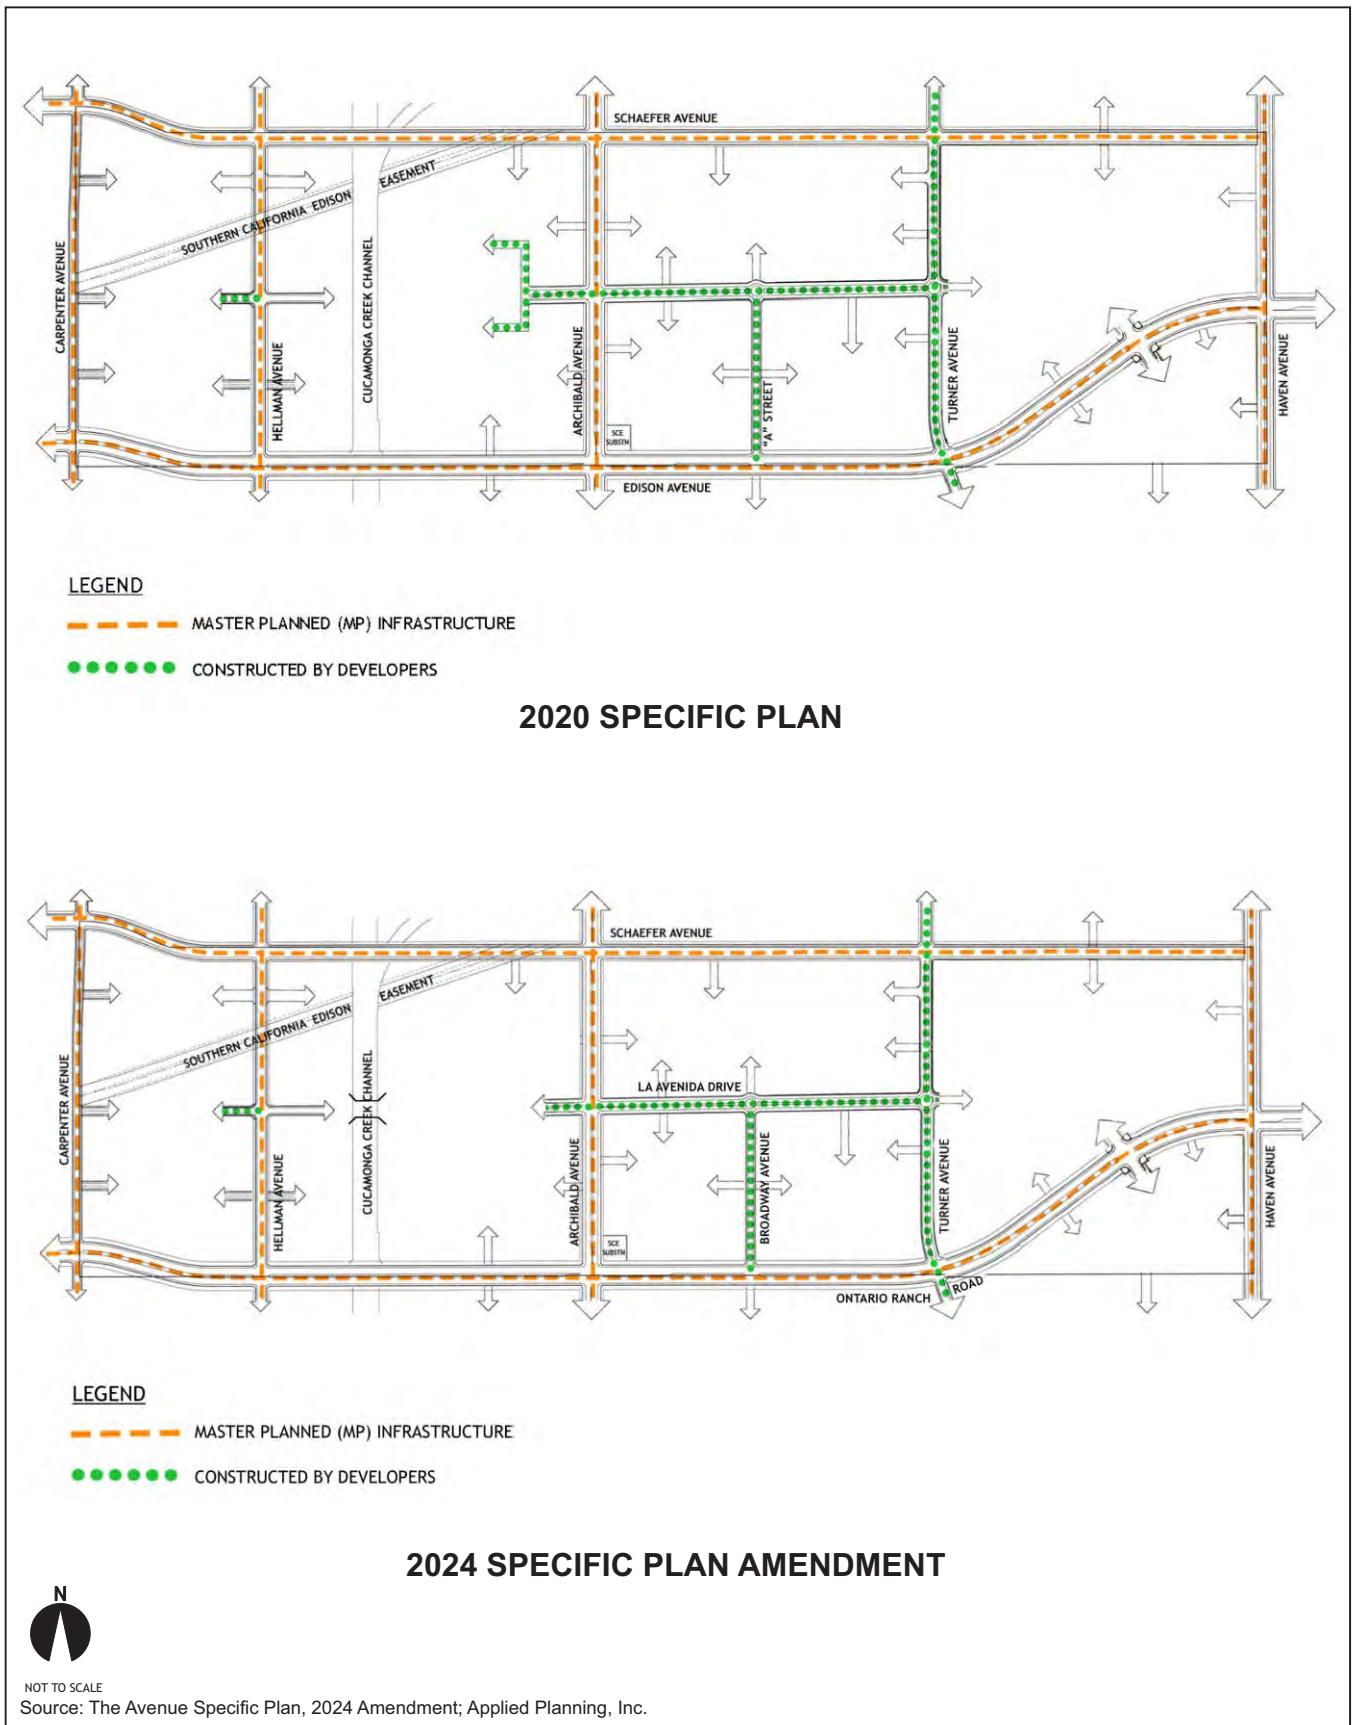 SCHAEFER AVENUE
SOUTHERN CALIFORNIA EDISON EASEMENT
CARPENTER AVENUE
HELLMAN AVENUE
CUCAMONGA CREEK CHANNEL
ARCHIBALD AVENUE
SCE
SUBSTN
"A" STREET
TURNER AVENUE
HAVEN AVENUE
EDISON AVENUE
LEGEND
MASTER PLANNED (MP) INFRASTRUCTURE
CONSTRUCTED BY DEVELOPERS
2020 SPECIFIC PLAN
SCHAEFER AVENUE
SOUTHERN CALIFORNIA EDISON EASEMENT
CARPENTER AVENUE
HELLMAN AVENUE
CUCAMONGA CREEK CHANNEL
LA AVENIDA DRIVE
ARCHIBALD AVENUE
SCE
SUBSTN
BROADWAY AVENUE
TURNER AVENUE
HAVEN AVENUE
ONTARIO RANCH ROAD
LEGEND
MASTER PLANNED (MP) INFRASTRUCTURE
CONSTRUCTED BY DEVELOPERS
2024 SPECIFIC PLAN AMENDMENT
N
NOT TO SCALE
Source: The Avenue Specific Plan, 2024 Amendment; Applied Planning, Inc.